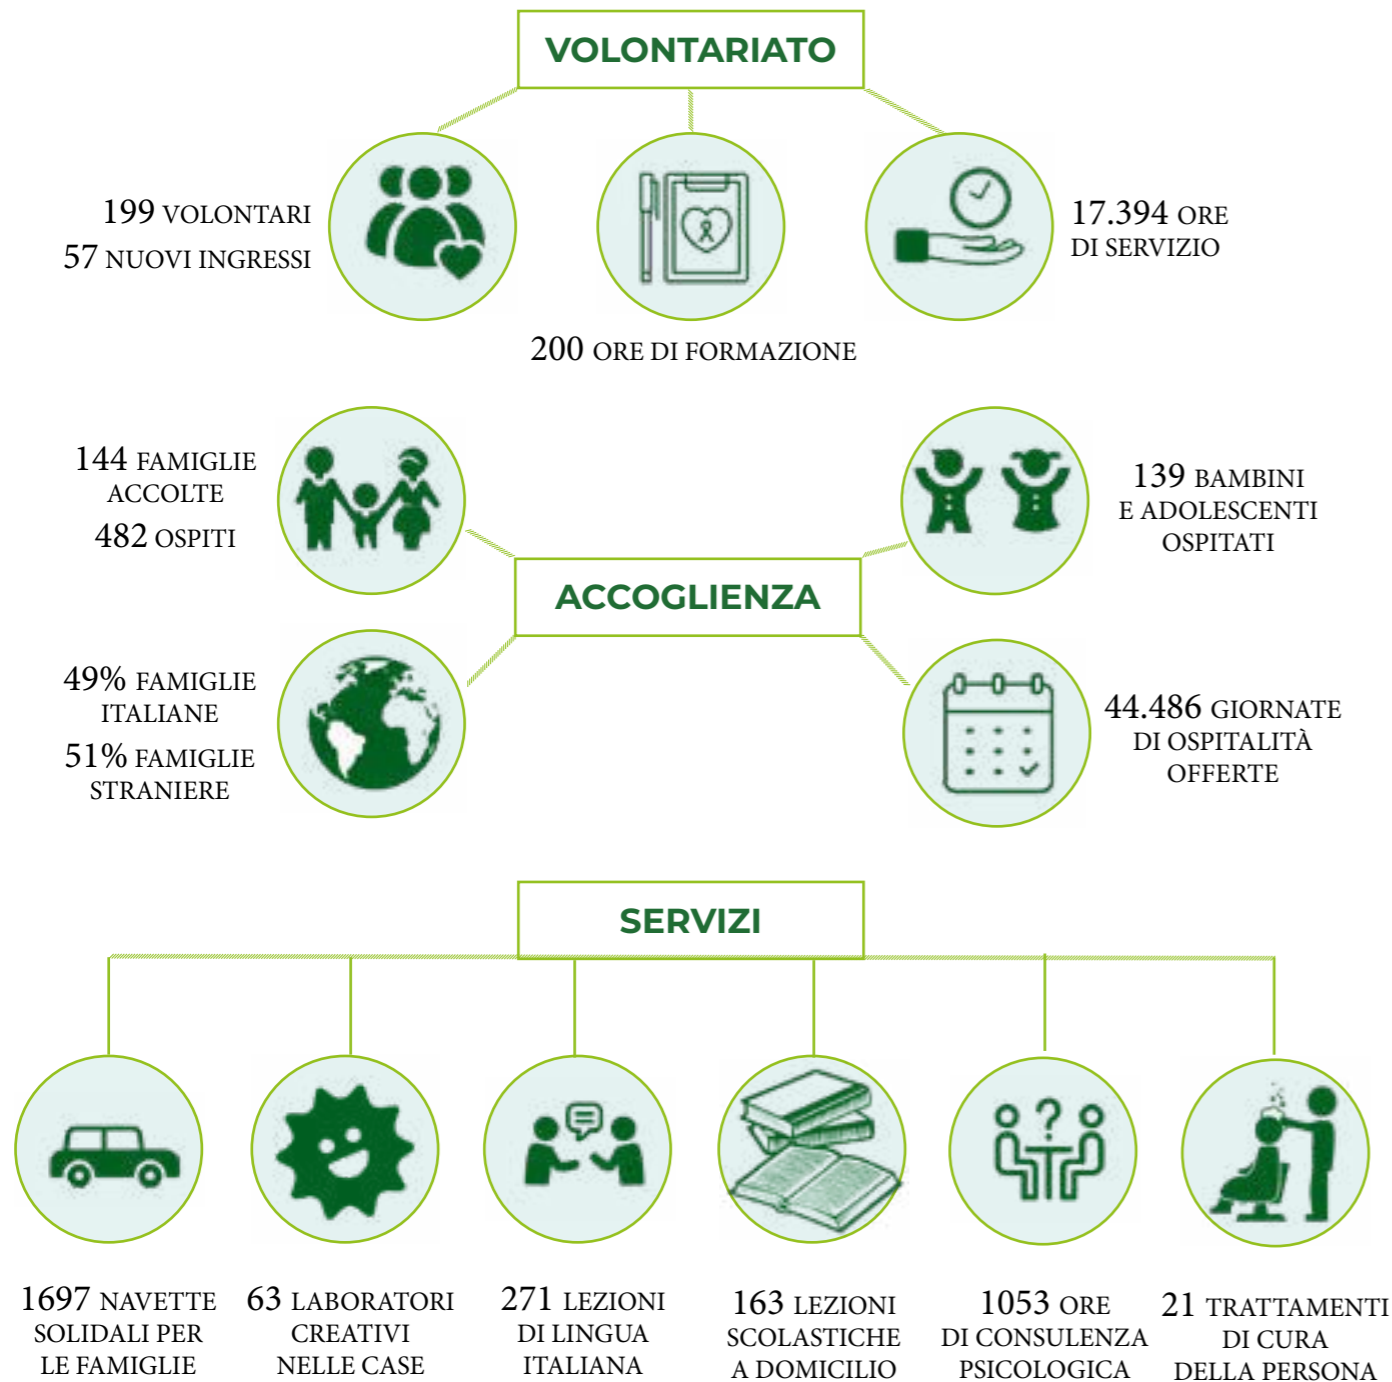 VOLONTARIATO
199 VOLONTARI
57 NUOVI INGRESSI
200 ORE DI FORMAZIONE
17.394 ORE
DI SERVIZIO
144 FAMIGLIE
ACCOLTE
482 OSPITI
139 BAMBINI
E ADOLESCENTI
OSPITATI
ACCOGLIENZA
49% FAMIGLIE
ITALIANE
51% FAMIGLIE
STRANIERE
44.486 GIORNATE
DI OSPITALITÀ
OFFERTE
SERVIZI
1697 NAVETTE
SOLIDALI PER
LE FAMIGLIE
63 LABORATORI
CREATIVI
NELLE CASE
271 LEZIONI
DI LINGUA
ITALIANA
163 LEZIONI
SCOLASTICHE
A DOMICILIO
1053 ORE
DI CONSULENZA
PSICOLOGICA
21 TRATTAMENTI
DI CURA
DELLA PERSONA